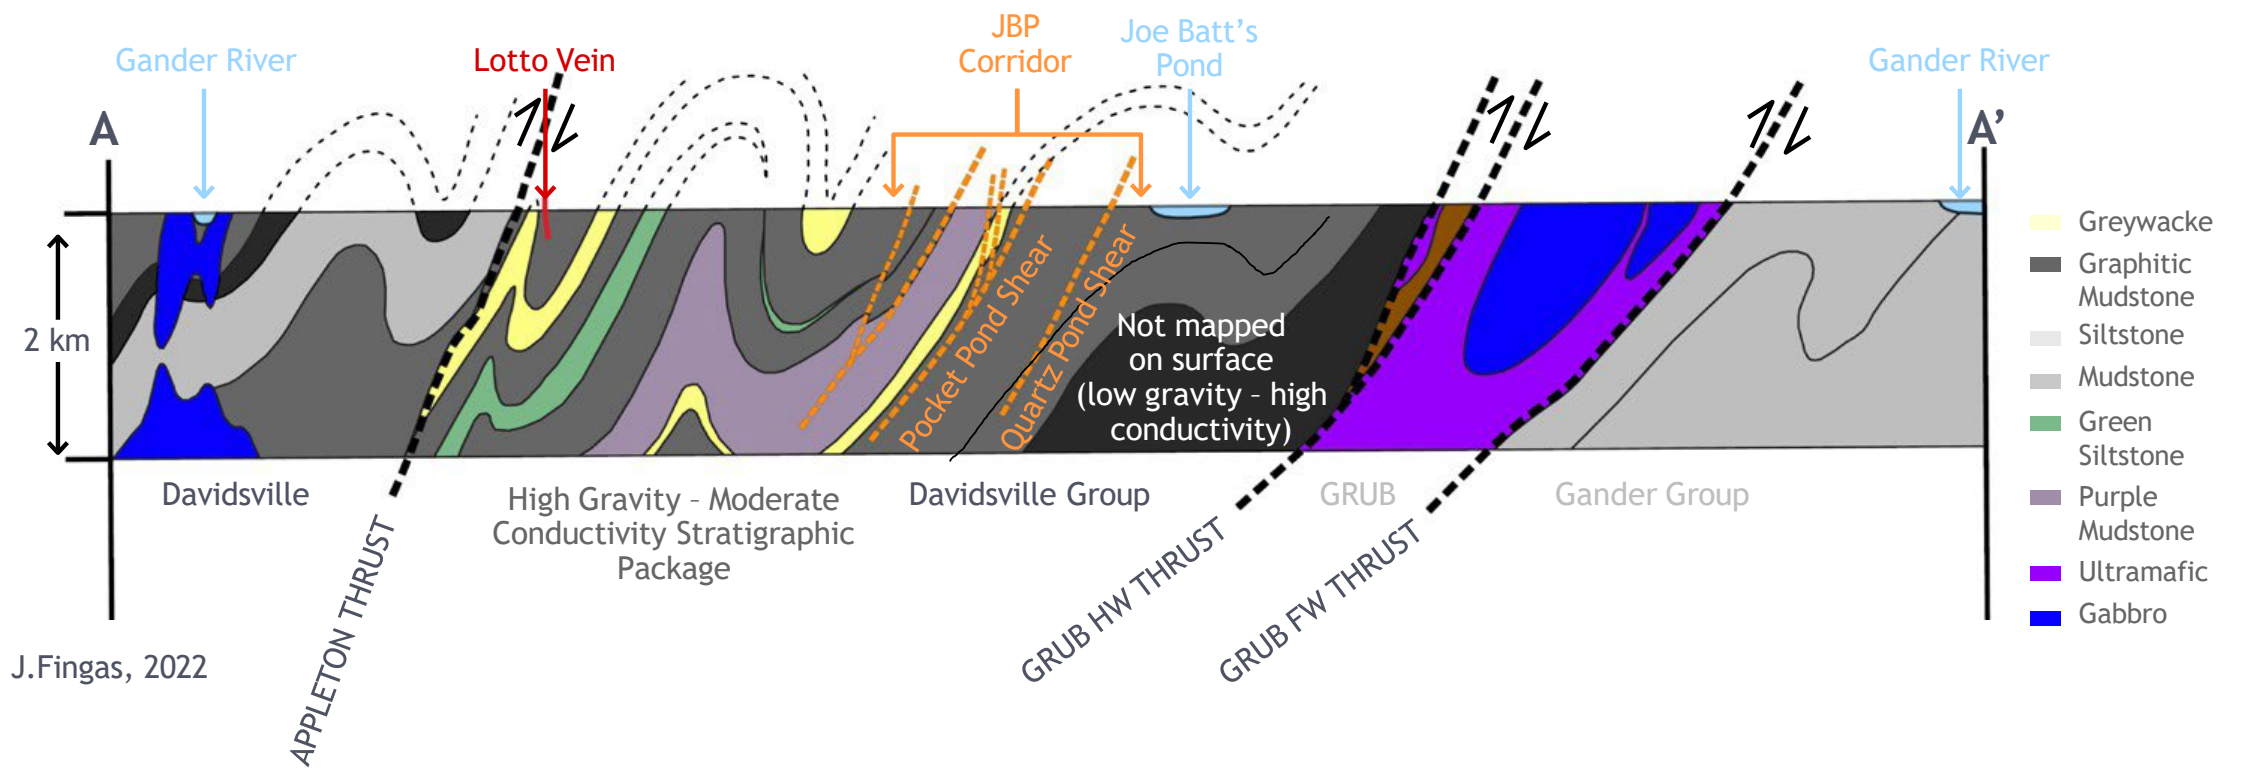 JBP
Corridor
Joe Batt’s
Pond
Gander River
Lotto Vein
Gander River
A
A’
2 km
Pocket Pond Shear
Quartz Pond Shear
Not mapped
on surface
(low gravity – high
conductivity)
Greywacke
Graphitic
Mudstone
Siltstone
Mudstone
Green
Siltstone
Purple
Mudstone
Ultramafic
Gabbro
Davidsville
High Gravity – Moderate
Conductivity Stratigraphic
Package
Davidsville Group
GRUB
Gander Group
APPLETON THRUST
GRUB HW THRUST
GRUB FW THRUST
J.Fingas, 2022